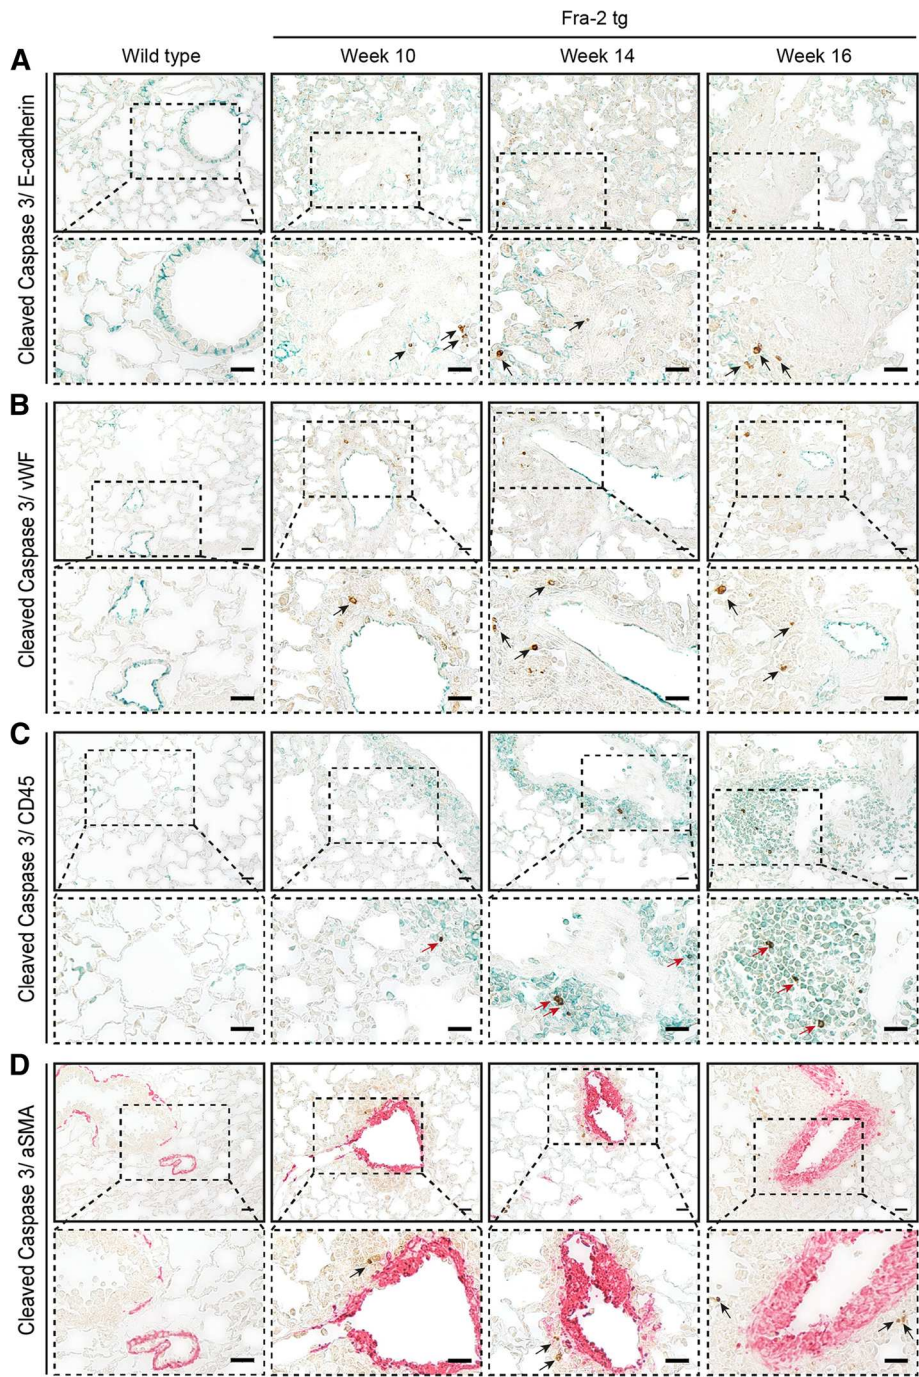 Fra-2 tg
Wild type Week 10 Week 14 Week 16
A
Cleaved Caspase 3/ E-cadherin
B
Cleaved Caspase 3/ vWF
C
Cleaved Caspase 3/ CD45
D
Cleaved Caspase 3/ aSMA